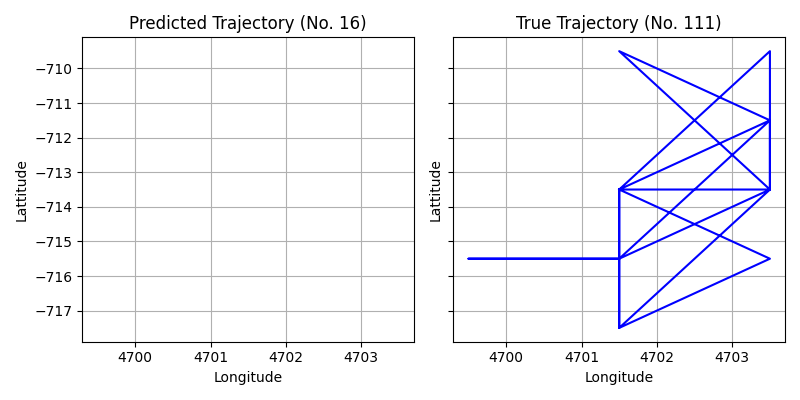 Predicted Trajectory (No. 16)
True Trajectory (No. 111)
Lattitude
−710
−711
−712
−713
−714
−715
−716
−717
4700
4701
4702
4703
Longitude
Lattitude
4700
4701
4702
4703
Longitude